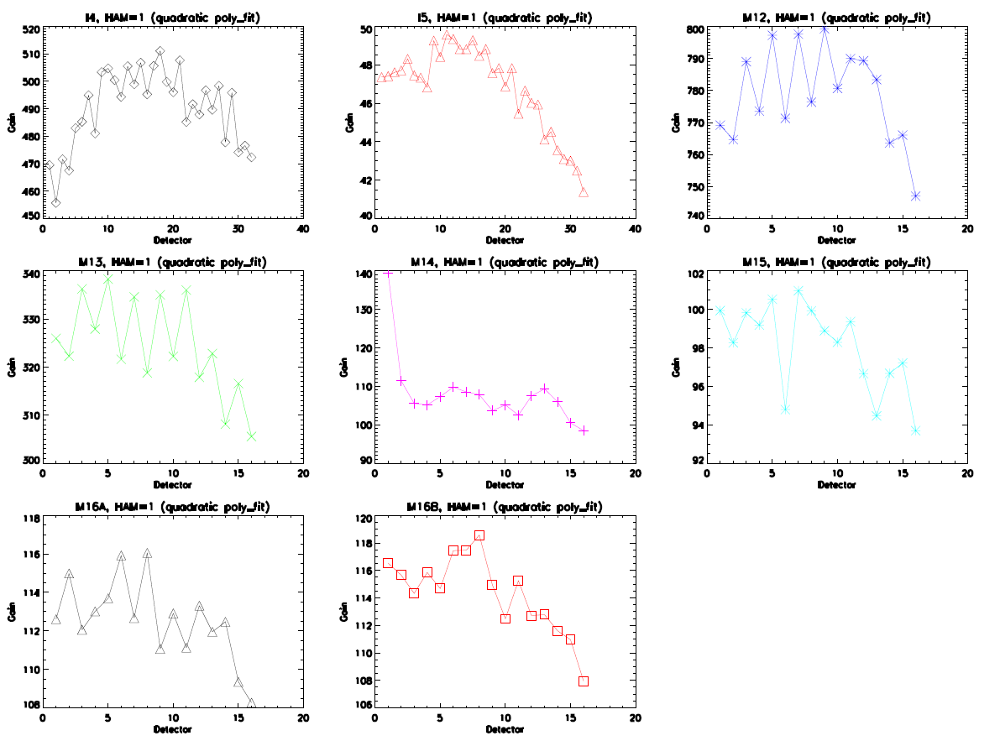 I4, HAM=1 (quadratic poly_fit)
520
510
500
490
480
470
460
450
Gain
0 10 20 30 40
Detector
I5, HAM=1 (quadratic poly_fit)
50
48
46
44
42
40
Gain
0 10 20 30 40
Detector
M12, HAM=1 (quadratic poly_fit)
800
790
780
770
760
750
740
Gain
0 5 10 15 20
Detector
M13, HAM=1 (quadratic poly_fit)
340
330
320
310
300
Gain
0 5 10 15 20
Detector
M14, HAM=1 (quadratic poly_fit)
140
130
120
110
100
90
Gain
0 5 10 15 20
Detector
M15, HAM=1 (quadratic poly_fit)
102
100
98
96
94
92
Gain
0 5 10 15 20
Detector
M16A, HAM=1 (quadratic poly_fit)
118
116
114
112
110
108
Gain
0 5 10 15 20
Detector
M16B, HAM=1 (quadratic poly_fit)
120
118
116
114
112
110
108
106
Gain
0 5 10 15 20
Detector